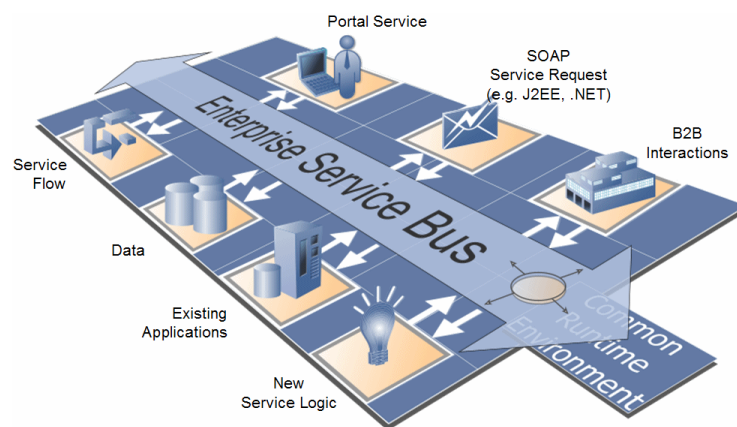 Portal Service
SOAP
Service Request
(e.g. J2EE, .NET)
B2B
Interactions
Enterprise Service Bus
Service
Flow
Data
Existing
Applications
New
Service Logic
Common
Runtime
Environment